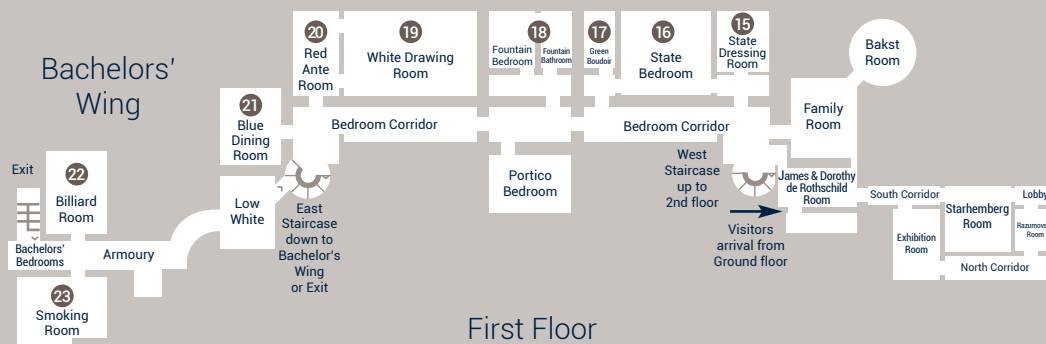 Bachelors'
Wing
20
Red
Ante
Room
19
White Drawing
Room
18
Fountain
Bedroom
Fountain
Bathroom
17
Green
Boudoir
16
State
Bedroom
15
State
Dressing
Room
Bakst
Room
Family
Room
21
Blue
Dining
Room
Bedroom Corridor
Bedroom Corridor
Exit
22
Billiard
Room
Low
White
East
Staircase
down to
Bachelor's
Wing
or Exit
Portico
Bedroom
West
Staircase
up to
2nd floor
James & Dorothy
de Rothschild
Room
Visitors
arrival from
Ground floor
South Corridor
Starhemberg
Room
Lobby
Razumovs
Room
Exhibition
Room
North Corridor
Bachelors'
Bedrooms
Armoury
23
Smoking
Room
First Floor